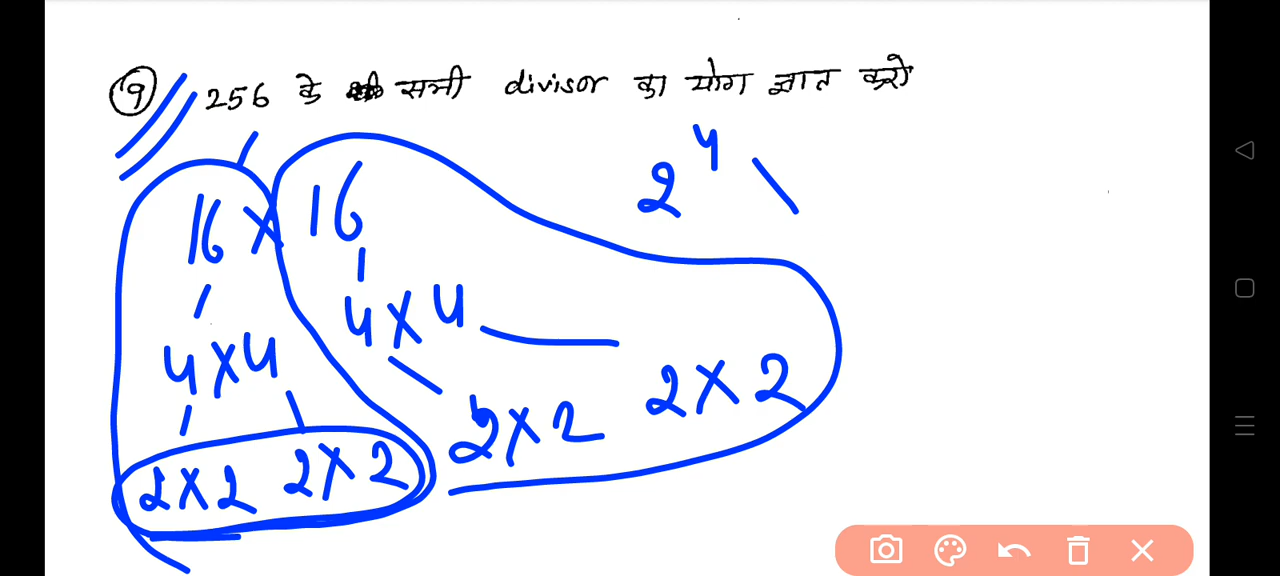 9 256 के सभी divisor का योग ज्ञात करो
2⁴
16 X 16
4 X 4
4 X 4
2 X 2
2 X 2
2 X 2 2 X 2